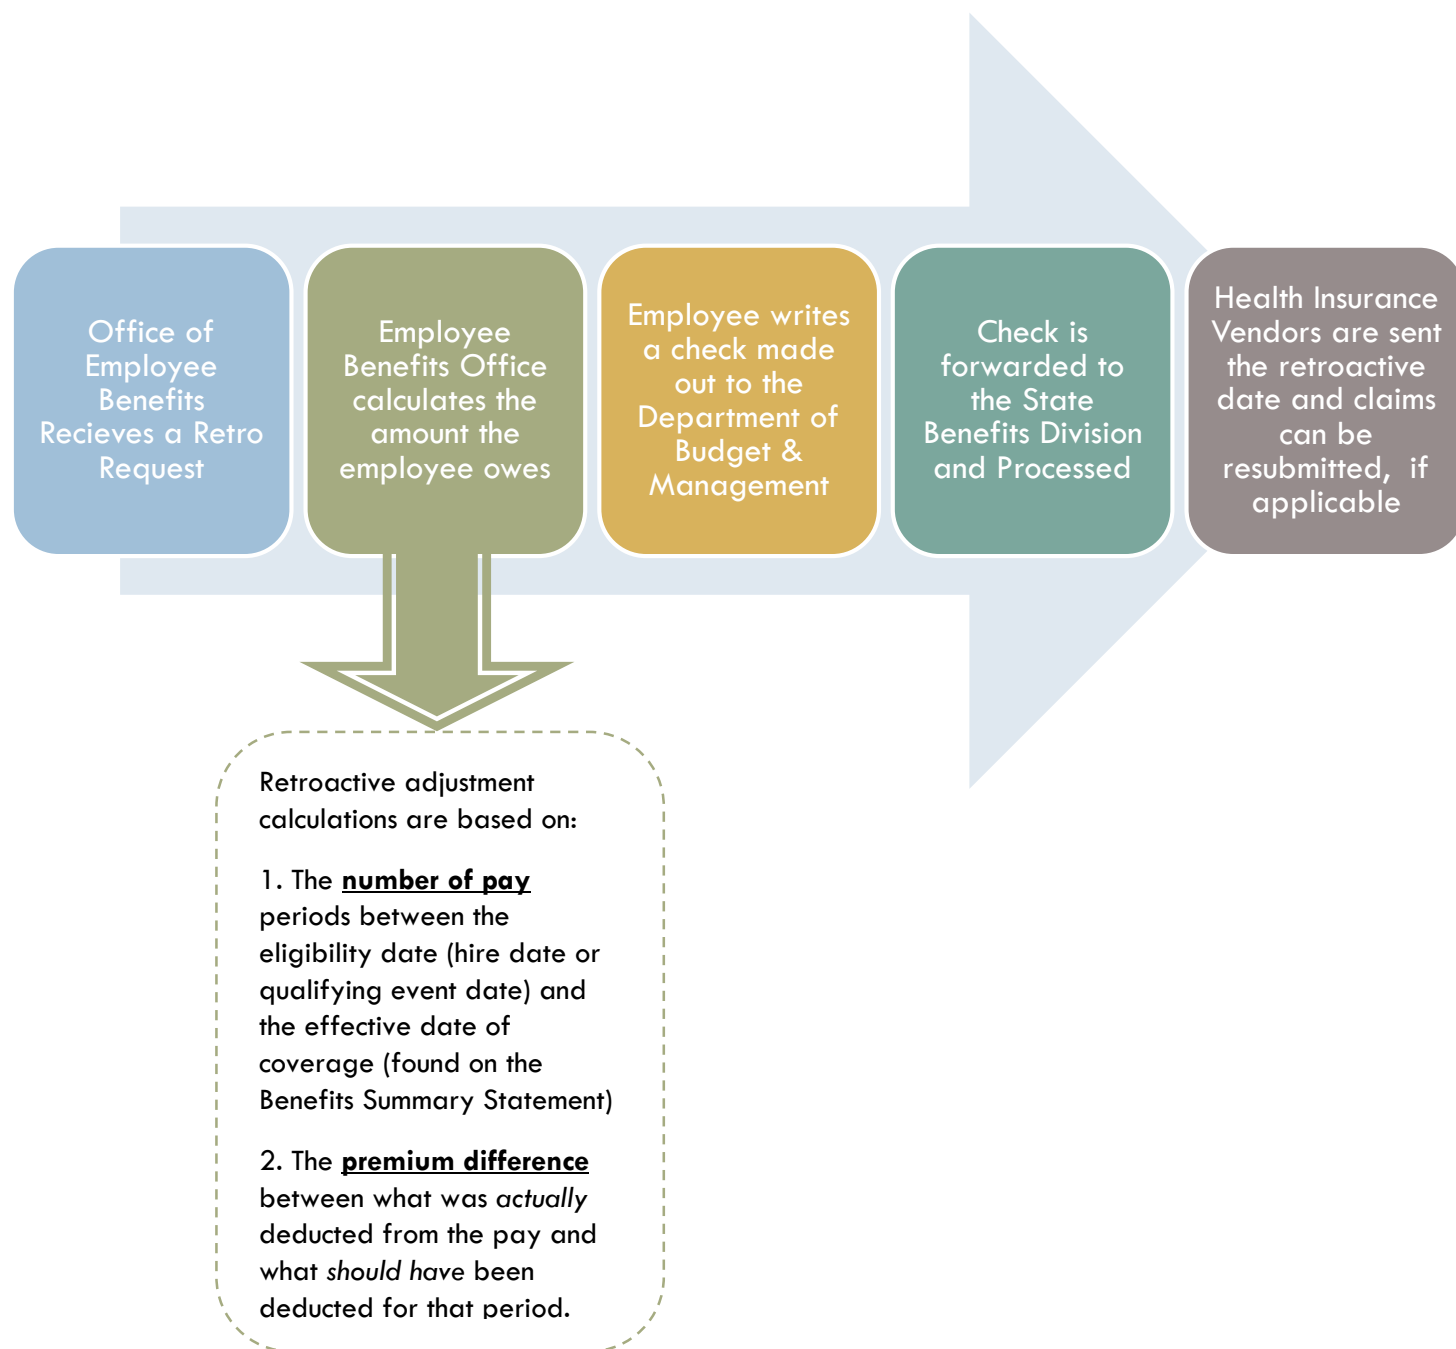 Office of
Employee
Benefits
Recieves a Retro
Request
Employee
Benefits Office
calculates the
amount the
employee owes
Employee writes
a check made
out to the
Department of
Budget &
Management
Check is
forwarded to
the State
Benefits Division
and Processed
Health Insurance
Vendors are sent
the retroactive
date and claims
can be
resubmitted, if
applicable
Retroactive adjustment
calculations are based on:
1. The number of pay
periods between the
eligibility date (hire date or
qualifying event date) and
the effective date of
coverage (found on the
Benefits Summary Statement)
2. The premium difference
between what was actually
deducted from the pay and
what should have been
deducted for that period.